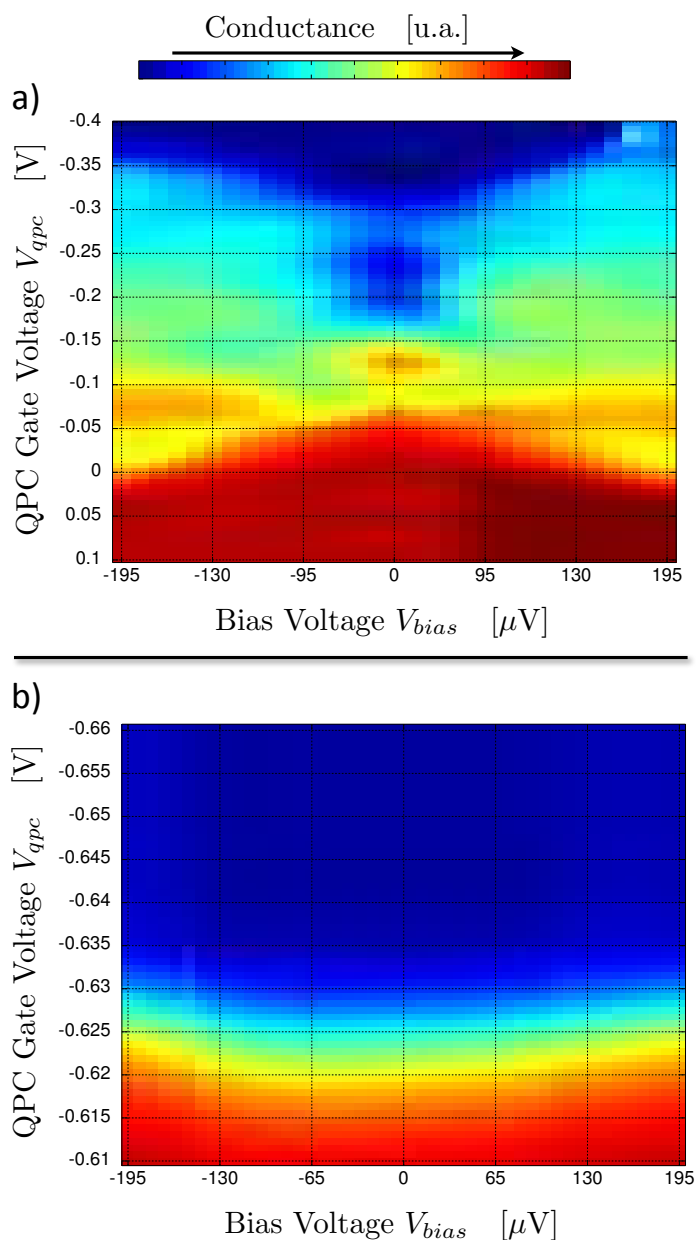 Conductance [u.a.]
a)
QPC Gate Voltage V_qpc [V]
-0.4
-0.35
-0.3
-0.25
-0.2
-0.15
-0.1
-0.05
0
0.05
0.1
-195 -130 -95 0 95 130 195
Bias Voltage V_bias [μV]
b)
QPC Gate Voltage V_qpc [V]
-0.66
-0.655
-0.65
-0.645
-0.64
-0.635
-0.63
-0.625
-0.62
-0.615
-0.61
-195 -130 -65 0 65 130 195
Bias Voltage V_bias [μV]